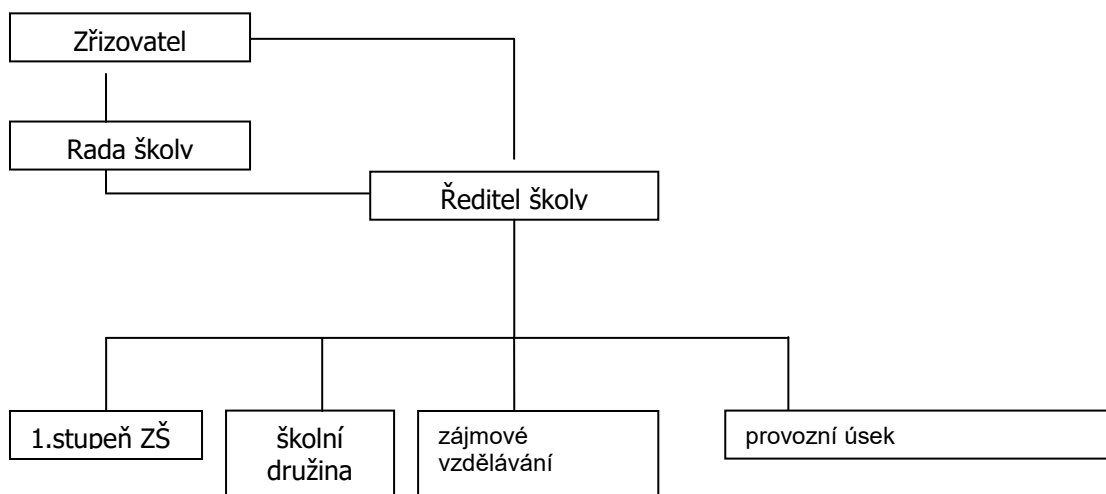 Zřizovatel
Rada školy
Ředitel školy
1.stupeň ZŠ
školní
družina
zájmové
vzdělávání
provozní úsek